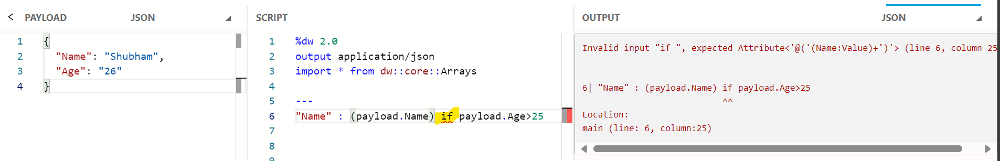 < PAYLOAD JSON
1 {
2 "Name": "Shubham",
3 "Age": "26"
4 }
SCRIPT
1 %dw 2.0
2 output application/json
3 import * from dw::core::Arrays
4
5 ---
6 "Name" : (payload.Name) if payload.Age>25
7
8
9
OUTPUT JSON
Invalid input "if ", expected Attribute<'@('(Name:Value)+')'> (line 6, column 25
6| "Name" : (payload.Name) if payload.Age>25
^^
Location:
main (line: 6, column:25)